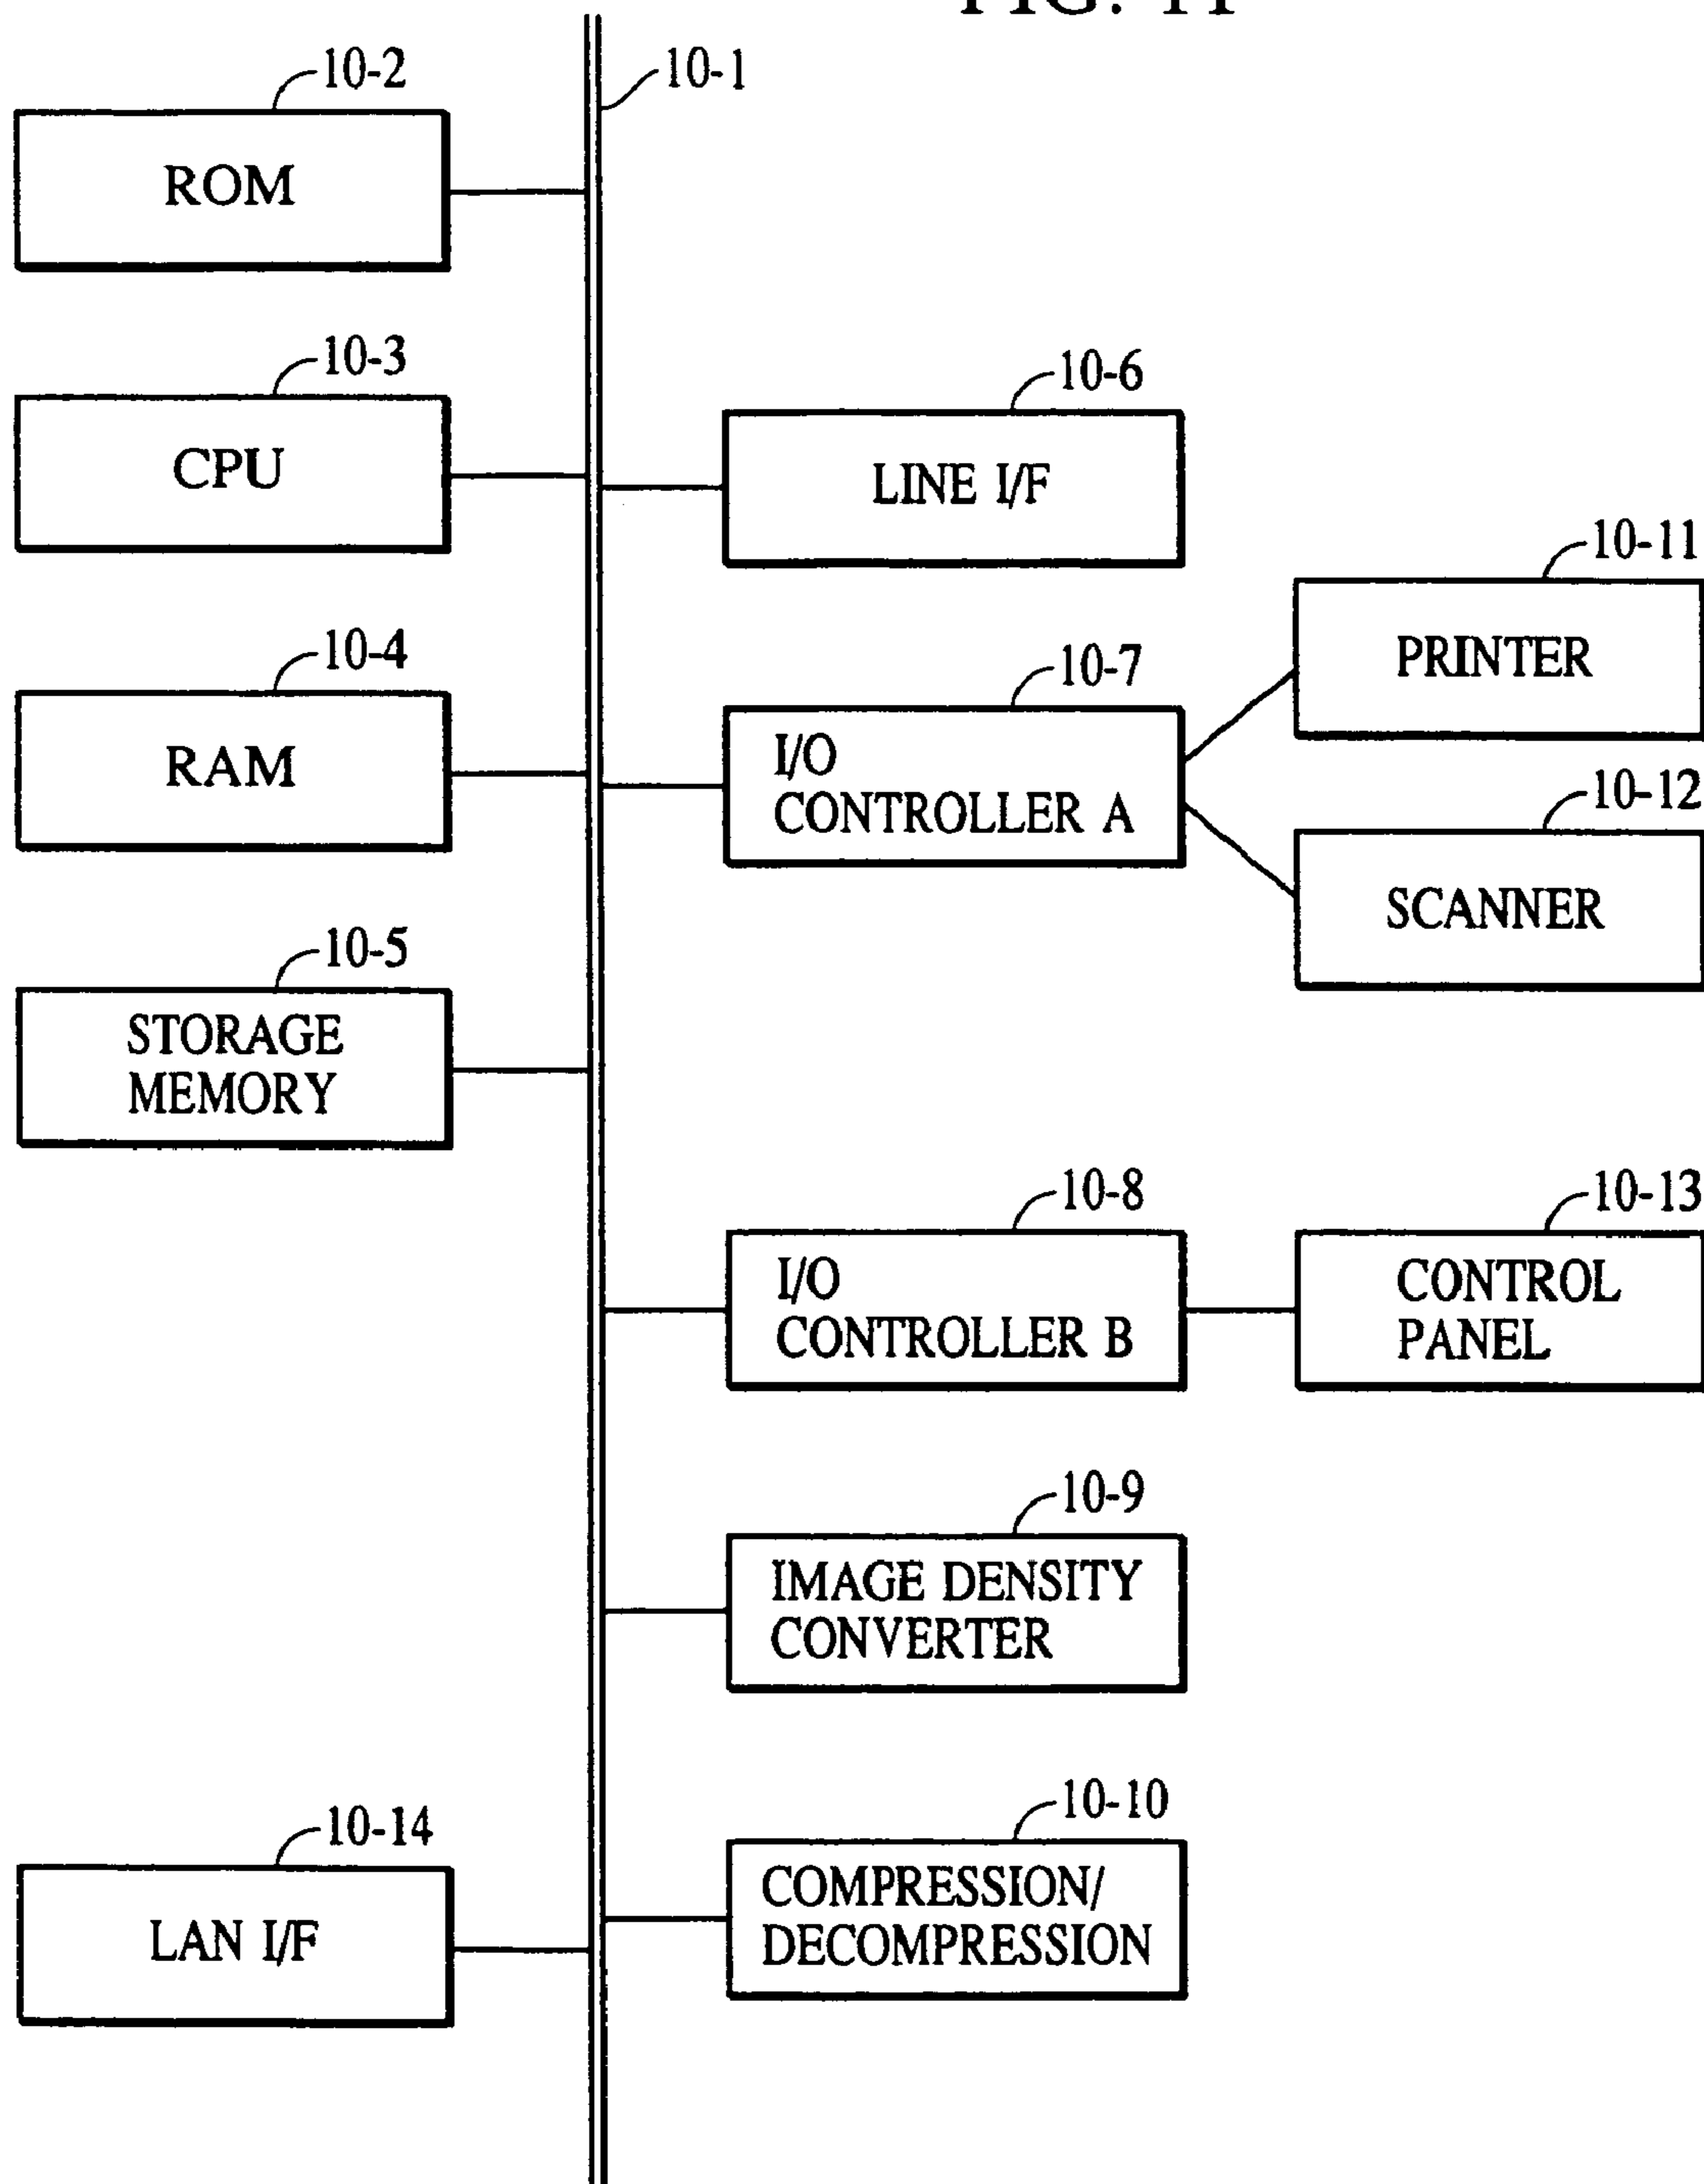 FIG. 11
10-2
10-1
ROM
10-3
CPU
10-6
LINE I/F
10-11
PRINTER
10-4
RAM
10-7
I/O
CONTROLLER A
10-12
SCANNER
10-5
STORAGE
MEMORY
10-8
I/O
CONTROLLER B
10-13
CONTROL
PANEL
10-9
IMAGE DENSITY
CONVERTER
10-14
LAN I/F
10-10
COMPRESSION/
DECOMPRESSION